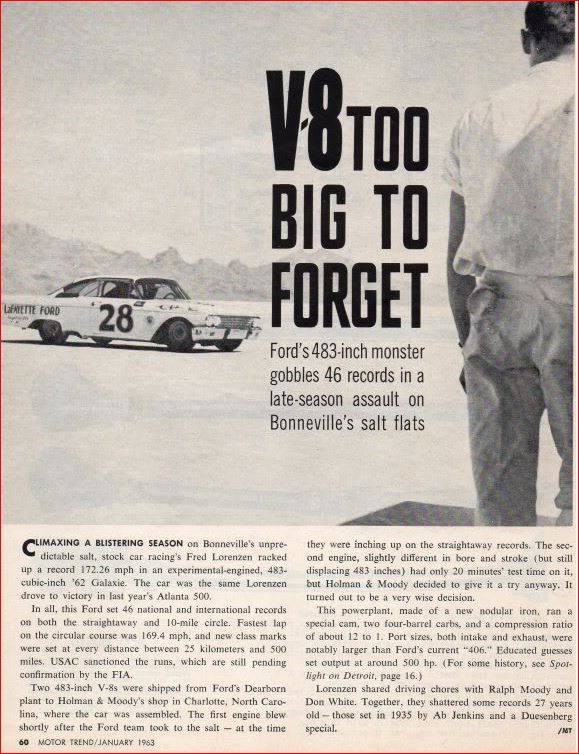 V-8 TOO
BIG TO
FORGET
Ford's 483-inch monster
gobbles 46 records in a
late-season assault on
Bonneville's salt flats
LAFAYETTE FORD
28
CLIMAXING A BLISTERING SEASON on Bonneville's unpre-
dictable salt, stock car racing's Fred Lorenzen racked
up a record 172.26 mph in an experimental-engined, 483-
cubic-inch '62 Galaxie. The car was the same Lorenzen
drove to victory in last year's Atlanta 500.
In all, this Ford set 46 national and international records
on both the straightaway and 10-mile circle. Fastest lap
on the circular course was 169.4 mph, and new class marks
were set at every distance between 25 kilometers and 500
miles. USAC sanctioned the runs, which are still pending
confirmation by the FIA.
Two 483-inch V-8s were shipped from Ford's Dearborn
plant to Holman & Moody's shop in Charlotte, North Caro-
lina, where the car was assembled. The first engine blew
shortly after the Ford team took to the salt — at the time
they were inching up on the straightaway records. The sec-
ond engine, slightly different in bore and stroke (but still
displacing 483 inches) had only 20 minutes' test time on it,
but Holman & Moody decided to give it a try anyway. It
turned out to be a very wise decision.
This powerplant, made of a new nodular iron, ran a
special cam, two four-barrel carbs, and a compression ratio
of about 12 to 1. Port sizes, both intake and exhaust, were
notably larger than Ford's current "406." Educated guesses
set output at around 500 hp. (For some history, see Spot-
light on Detroit, page 16.)
Lorenzen shared driving chores with Ralph Moody and
Don White. Together, they shattered some records 27 years
old — those set in 1935 by Ab Jenkins and a Duesenberg
special. /MT
60 MOTOR TREND/JANUARY 1963